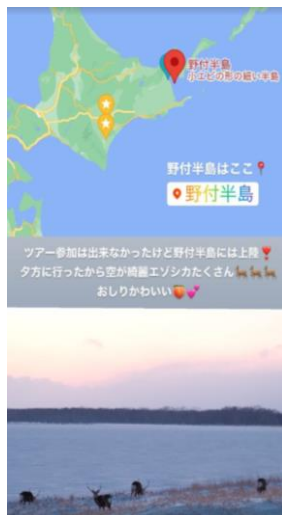 野付半島
小エビの形の細い半島
野付半島はここ📍
野付半島
ツアー参加は出来なかったけど野付半島には上陸❣️
夕方に行ったから空が綺麗エゾシカたくさん🦌🦌🦌
おしりかわいい🍑💕